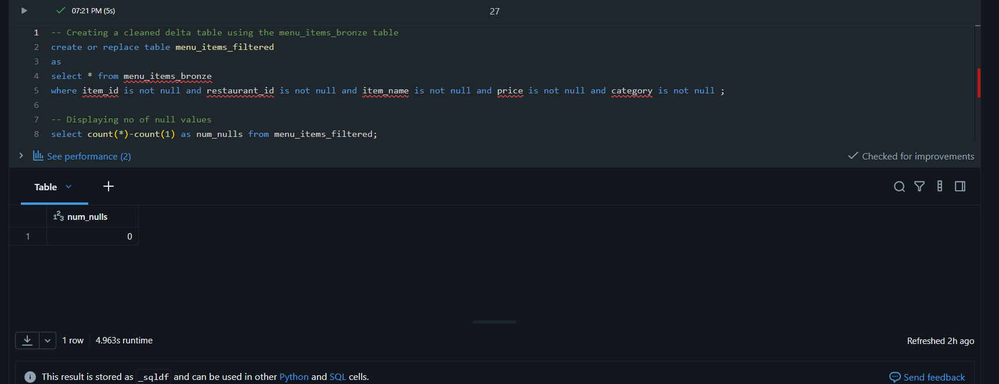 07:21 PM (5s)
27
1 -- Creating a cleaned delta table using the menu_items_bronze table
2 create or replace table menu_items_filtered
3 as
4 select * from menu_items_bronze
5 where item_id is not null and restaurant_id is not null and item_name is not null and price is not null and category is not null ;
6
7 -- Displaying no of null values
8 select count(*)-count(1) as num_nulls from menu_items_filtered;
See performance (2)
Checked for improvements
Table
123 num_nulls
1 0
1 row 4.963s runtime
Refreshed 2h ago
This result is stored as _sqldf and can be used in other Python and SQL cells.
Send feedback